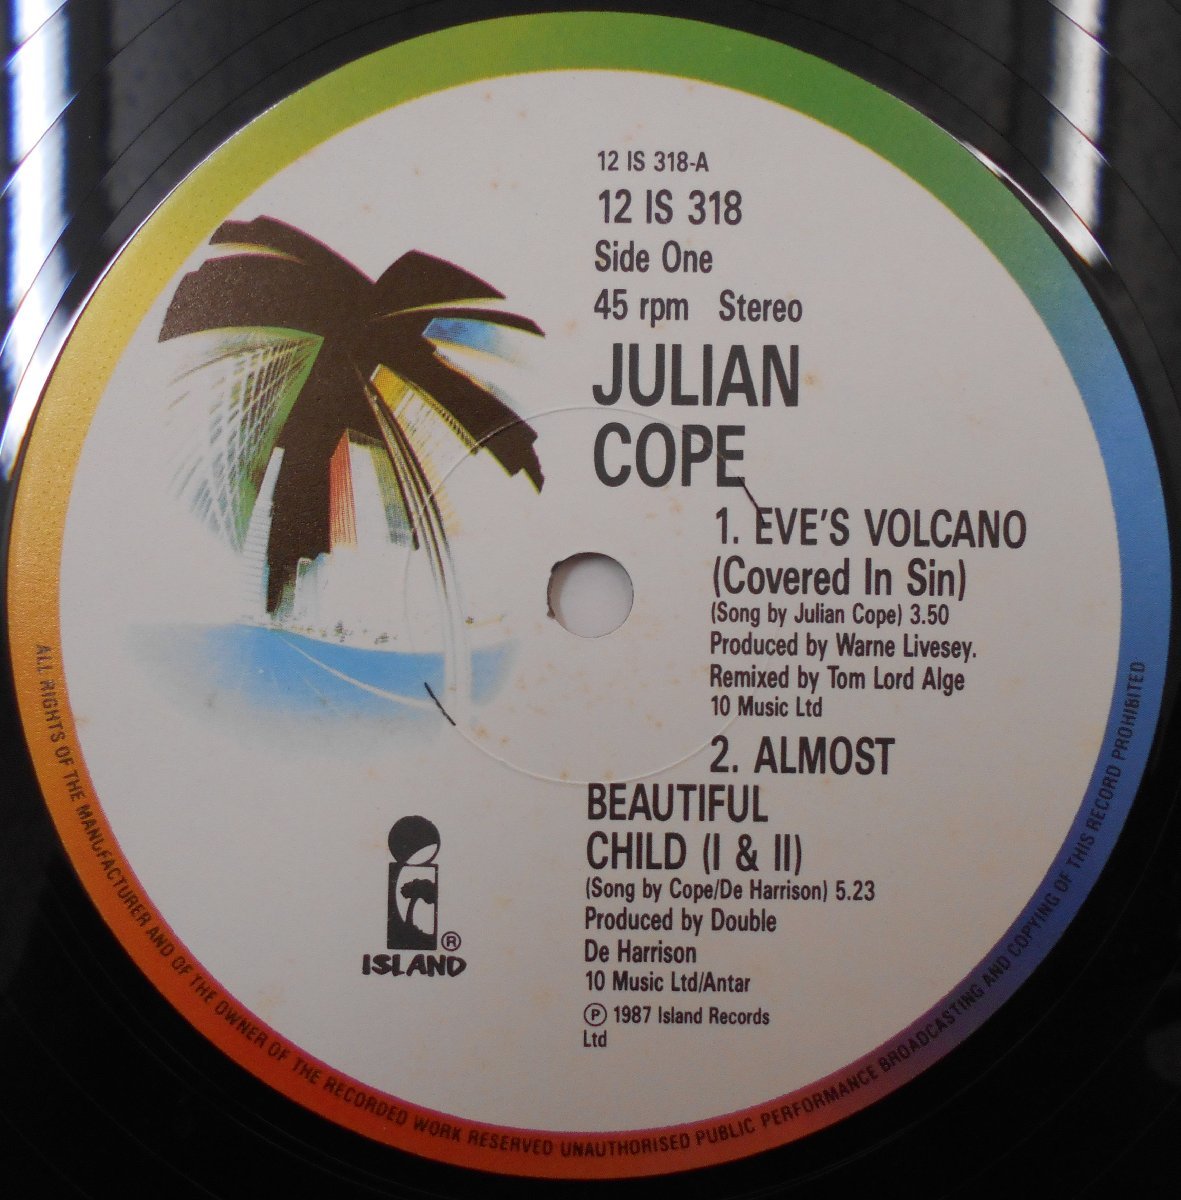 12 IS 318-A
12 IS 318
Side One
45 rpm Stereo
JULIAN
COPE
1. EVE'S VOLCANO
(Covered In Sin)
(Song by Julian Cope) 3.50
Produced by Warne Livesey.
Remixed by Tom Lord Alge
10 Music Ltd
2. ALMOST
BEAUTIFUL
CHILD (I & II)
(Song by Cope/De Harrison) 5.23
Produced by Double
De Harrison
10 Music Ltd/Antar
Ⓟ 1987 Island Records
Ltd
®
ISLAND
ALL RIGHTS OF THE MANUFACTURER AND OF THE OWNER OF THE RECORDED WORK RESERVED UNAUTHORISED PUBLIC PERFORMANCE BROADCASTING AND COPYING OF THIS RECORD PROHIBITED